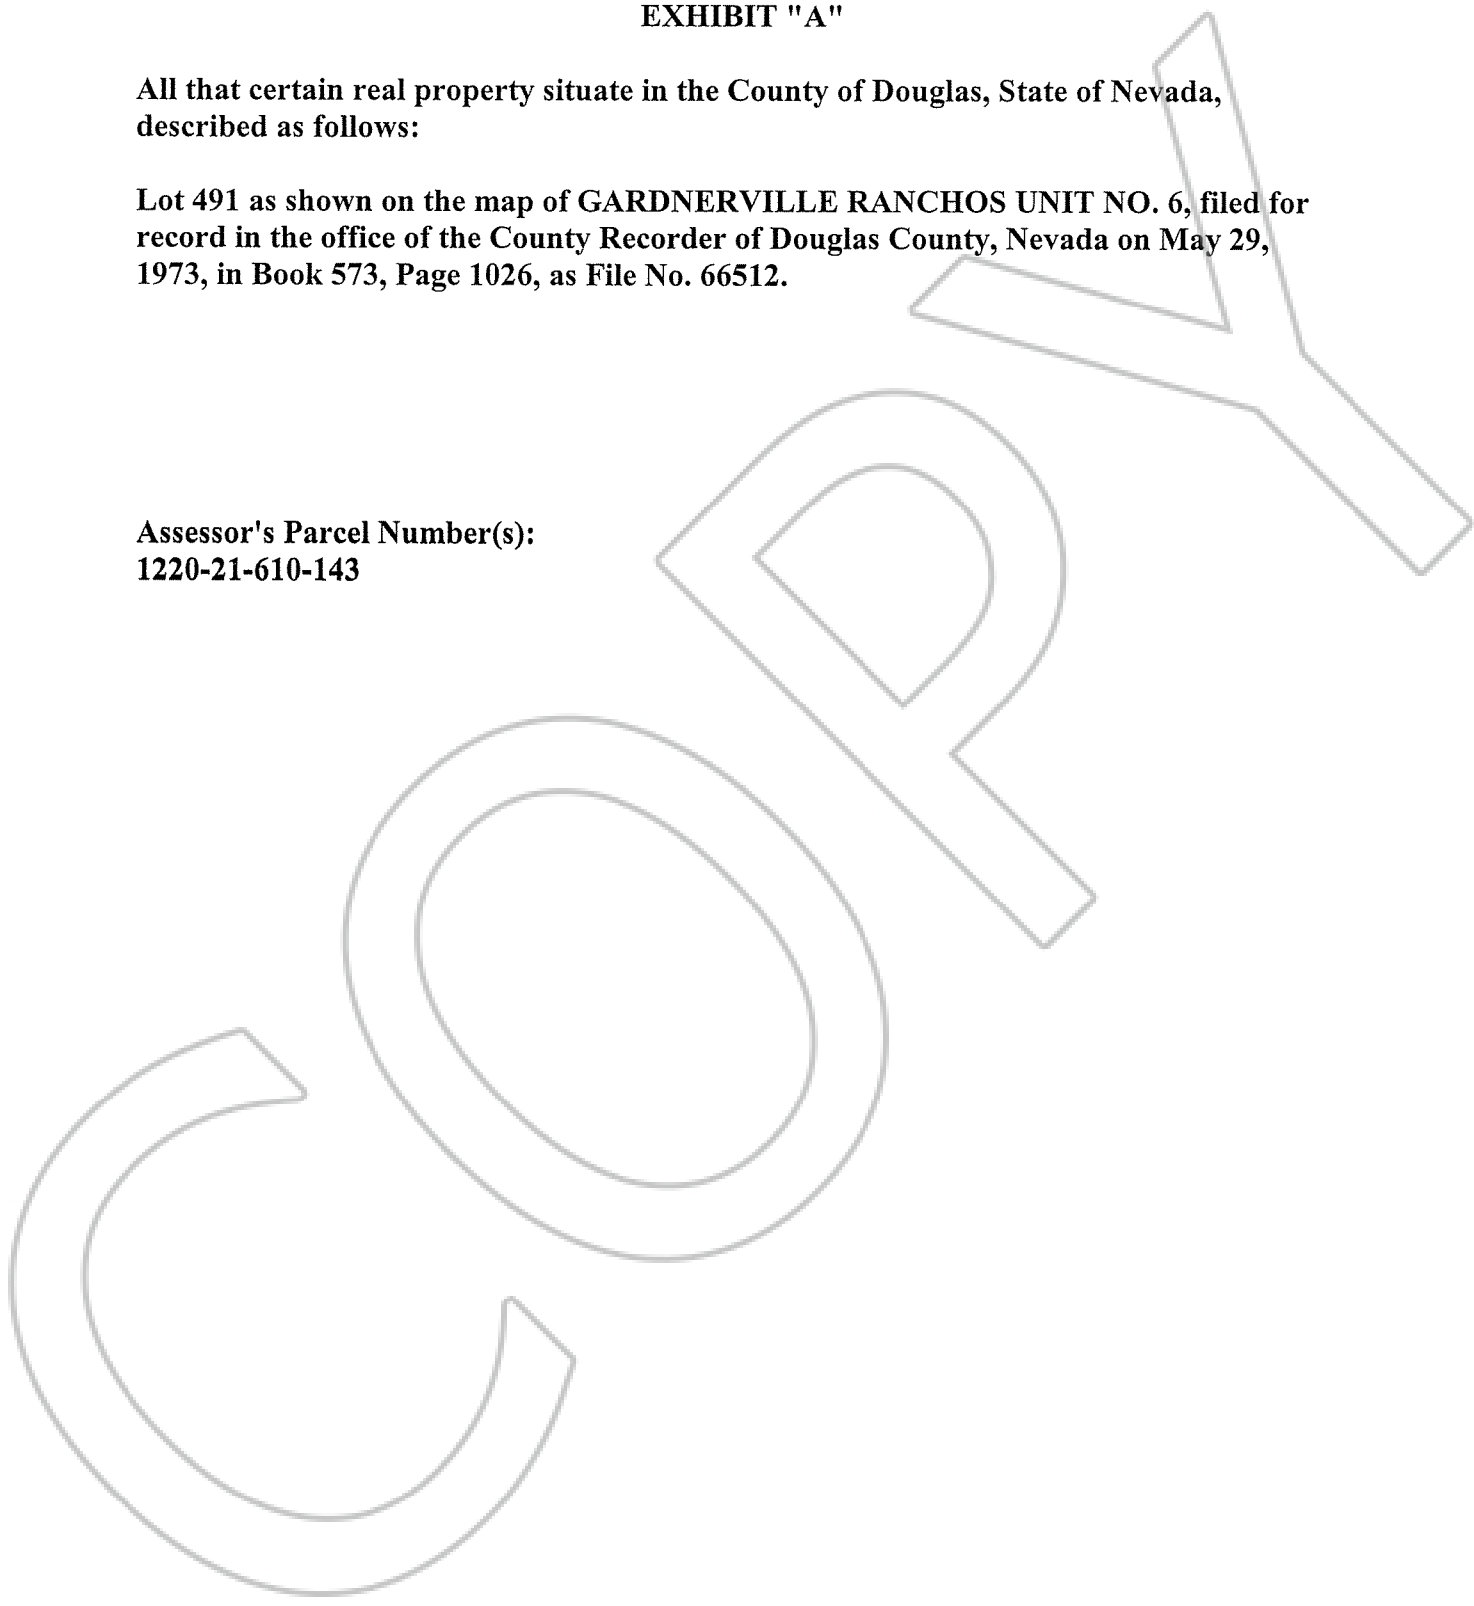 EXHIBIT "A"
All that certain real property situate in the County of Douglas, State of Nevada,
described as follows:
Lot 491 as shown on the map of GARDNERVILLE RANCHOS UNIT NO. 6, filed for
record in the office of the County Recorder of Douglas County, Nevada on May 29,
1973, in Book 573, Page 1026, as File No. 66512.
Assessor's Parcel Number(s):
1220-21-610-143
COPY